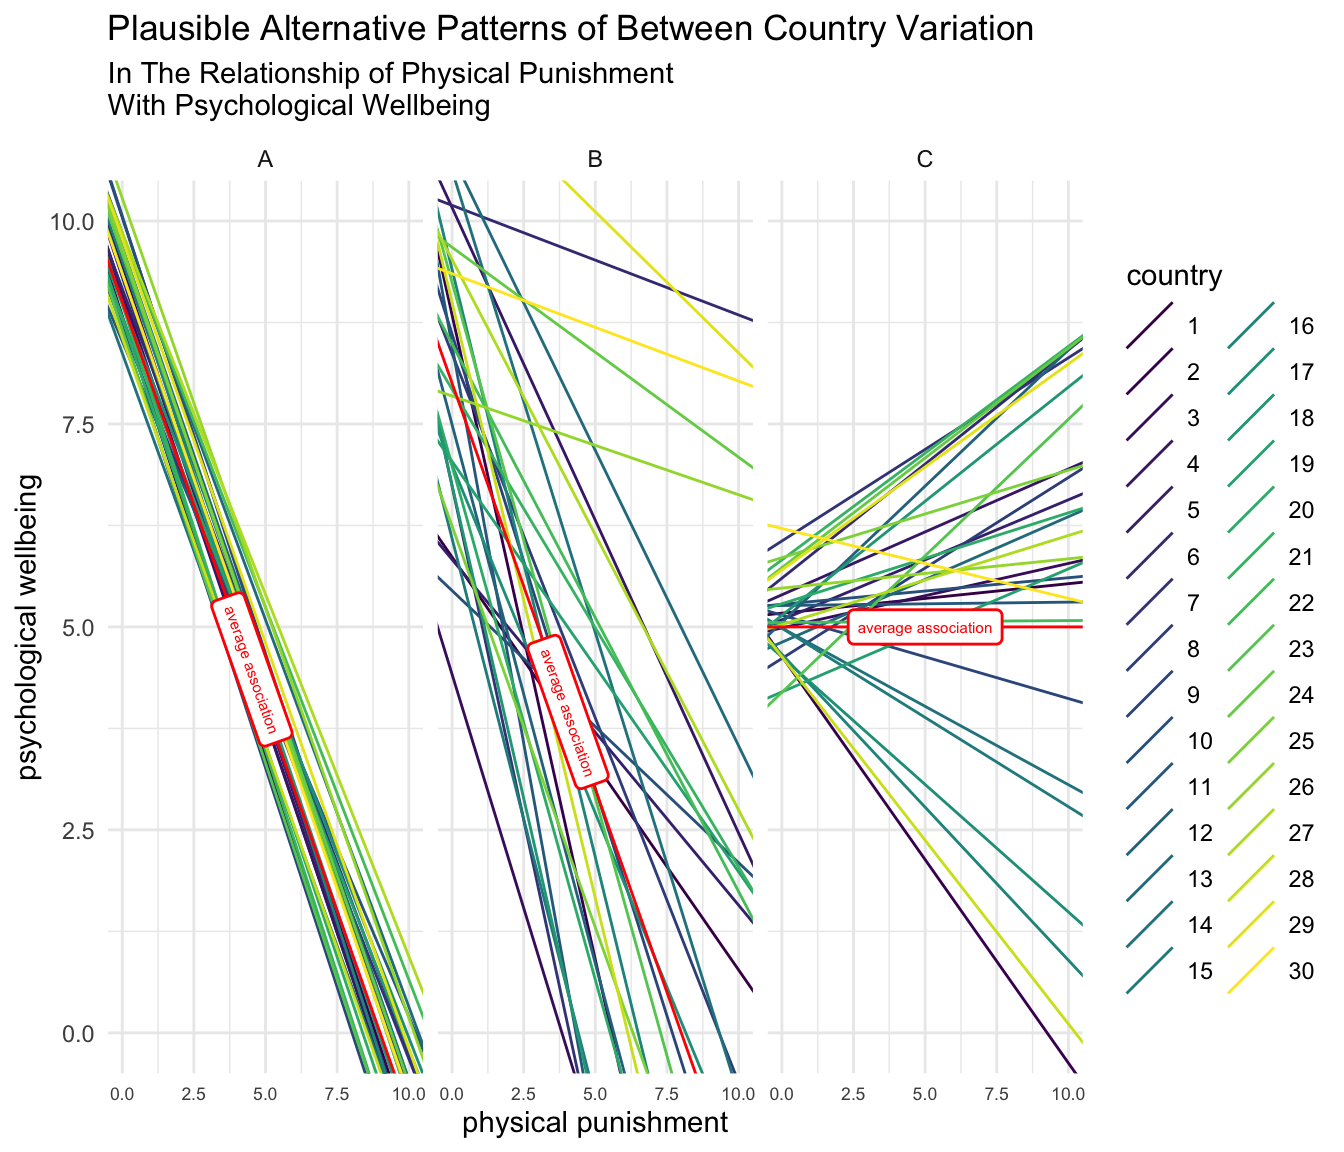 Plausible Alternative Patterns of Between Country Variation
In The Relationship of Physical Punishment
With Psychological Wellbeing
A
B
C
psychological wellbeing
10.0
7.5
5.0
2.5
0.0
average association
average association
average association
0.0 2.5 5.0 7.5 10.0
0.0 2.5 5.0 7.5 10.0
0.0 2.5 5.0 7.5 10.0
physical punishment
country
1
2
3
4
5
6
7
8
9
10
11
12
13
14
15
16
17
18
19
20
21
22
23
24
25
26
27
28
29
30